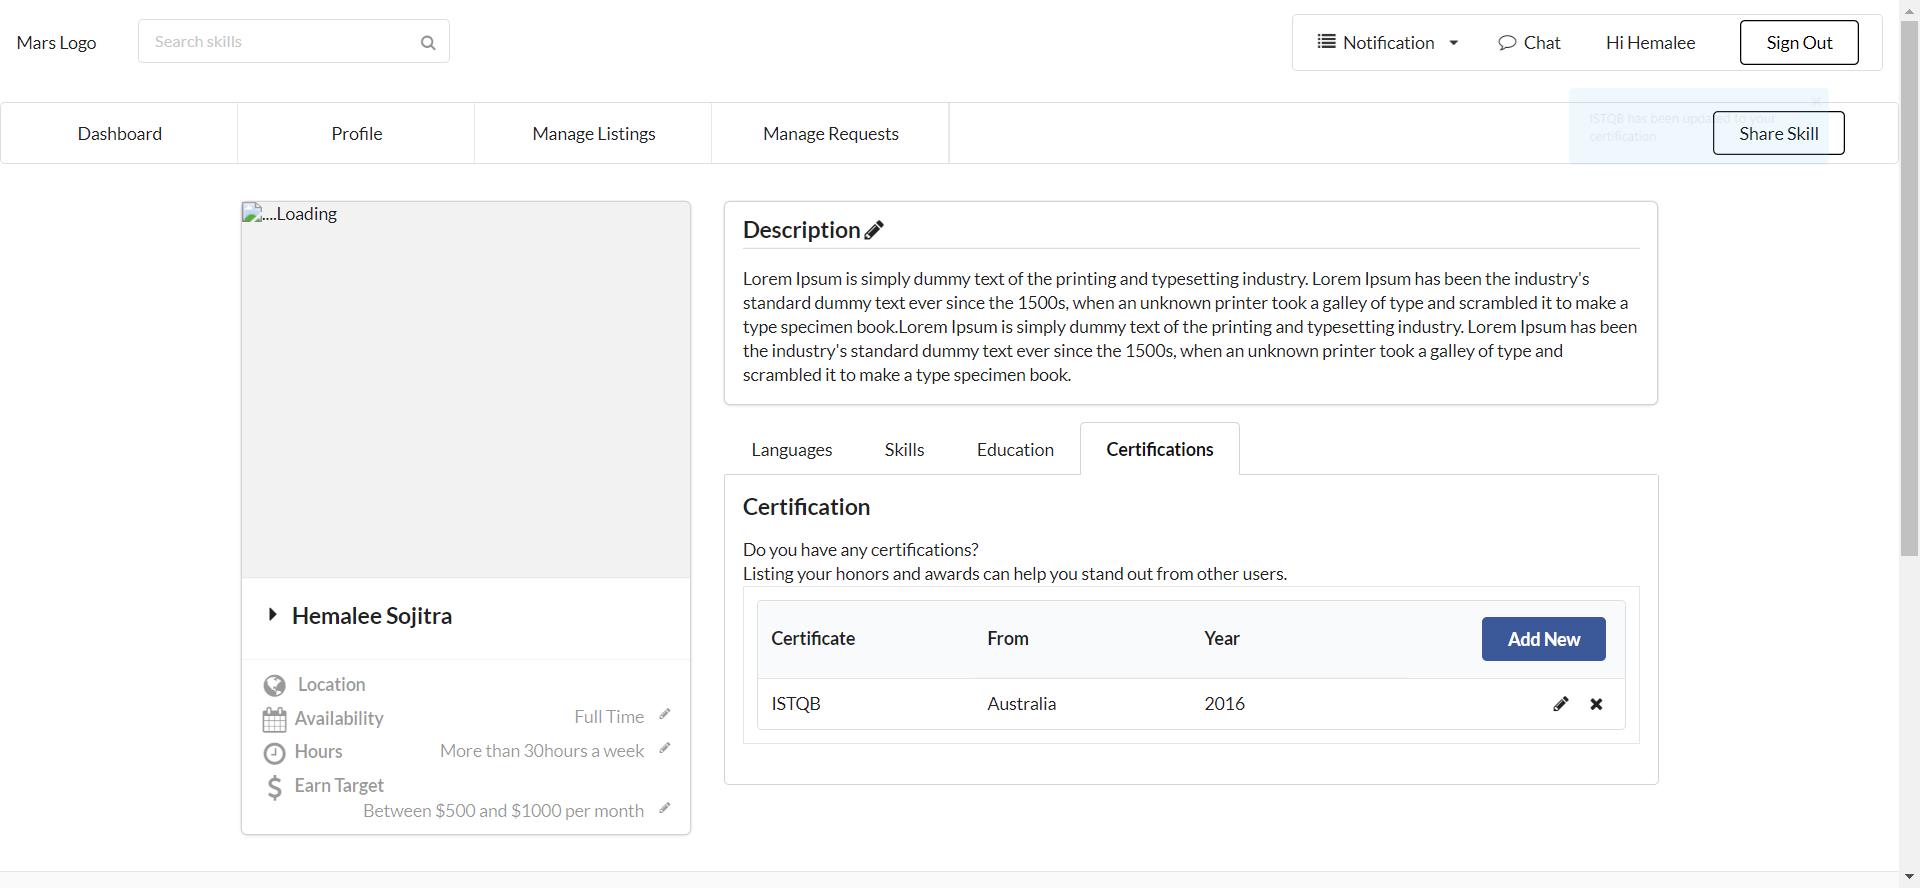 Mars Logo
Search skills
Notification
Chat
Hi Hemalee
Sign Out
Dashboard
Profile
Manage Listings
Manage Requests
ISTQB has been updated to your
certification
Share Skill
....Loading
Description
Lorem Ipsum is simply dummy text of the printing and typesetting industry. Lorem Ipsum has been the industry's
standard dummy text ever since the 1500s, when an unknown printer took a galley of type and scrambled it to make a
type specimen book.Lorem Ipsum is simply dummy text of the printing and typesetting industry. Lorem Ipsum has been
the industry's standard dummy text ever since the 1500s, when an unknown printer took a galley of type and
scrambled it to make a type specimen book.
Languages
Skills
Education
Certifications
Certification
Do you have any certifications?
Listing your honors and awards can help you stand out from other users.
Certificate From Year Add New
ISTQB Australia 2016
Hemalee Sojitra
Location
Availability Full Time
Hours More than 30hours a week
Earn Target
Between $500 and $1000 per month